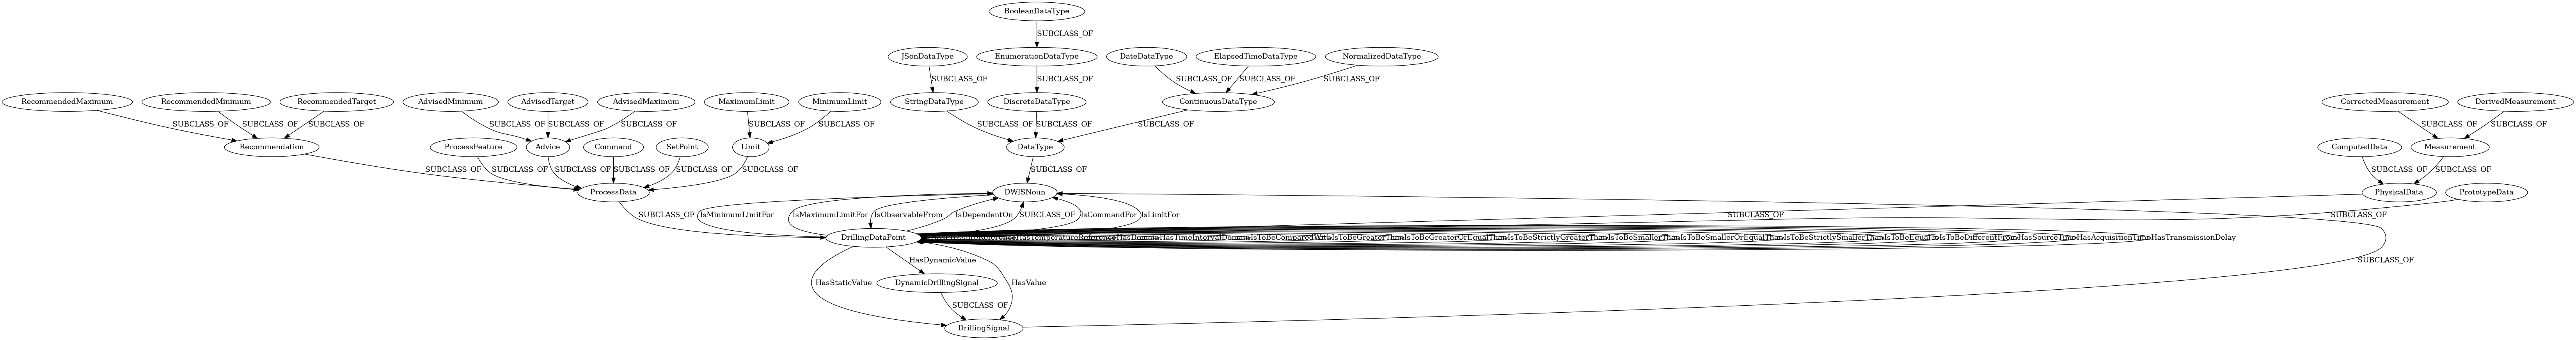 BooleanDataType
SUBCLASS_OF
JSonDataType
EnumerationDataType
DateDataType
ElapsedTimeDataType
NormalizedDataType
SUBCLASS_OF
SUBCLASS_OF
SUBCLASS_OF
SUBCLASS_OF
SUBCLASS_OF
RecommendedMaximum
RecommendedMinimum
RecommendedTarget
AdvisedMinimum
AdvisedTarget
AdvisedMaximum
MaximumLimit
MinimumLimit
StringDataType
DiscreteDataType
ContinuousDataType
CorrectedMeasurement
DerivedMeasurement
SUBCLASS_OF
SUBCLASS_OF
SUBCLASS_OF
SUBCLASS_OF
SUBCLASS_OF
SUBCLASS_OF
SUBCLASS_OF
SUBCLASS_OF
SUBCLASS_OF
SUBCLASS_OF
SUBCLASS_OF
SUBCLASS_OF
SUBCLASS_OF
Recommendation
ProcessFeature
Advice
Command
SetPoint
Limit
DataType
ComputedData
Measurement
SUBCLASS_OF
SUBCLASS_OF
SUBCLASS_OF
SUBCLASS_OF
SUBCLASS_OF
SUBCLASS_OF
SUBCLASS_OF
SUBCLASS_OF
SUBCLASS_OF
ProcessData
DWISNoun
PhysicalData
PrototypeData
SUBCLASS_OF
IsMinimumLimitFor
IsMaximumLimitFor
IsObservableFrom
IsDependentOn
SUBCLASS_OF
IsCommandFor
IsLimitFor
SUBCLASS_OF
SUBCLASS_OF
DrillingDataPoint
HasTemperatureReference
HasDomain
HasTimeIntervalDomain
IsToBeComparedWith
IsToBeGreaterThan
IsToBeGreaterOrEqualThan
IsToBeStrictlyGreaterThan
IsToBeSmallerThan
IsToBeSmallerOrEqualThan
IsToBeStrictlySmallerThan
IsToBeEqualTo
IsToBeDifferentFrom
HasSourceTime
HasAcquisitionTime
HasTransmissionDelay
HasDynamicValue
SUBCLASS_OF
HasStaticValue
DynamicDrillingSignal
HasValue
SUBCLASS_OF
DrillingSignal